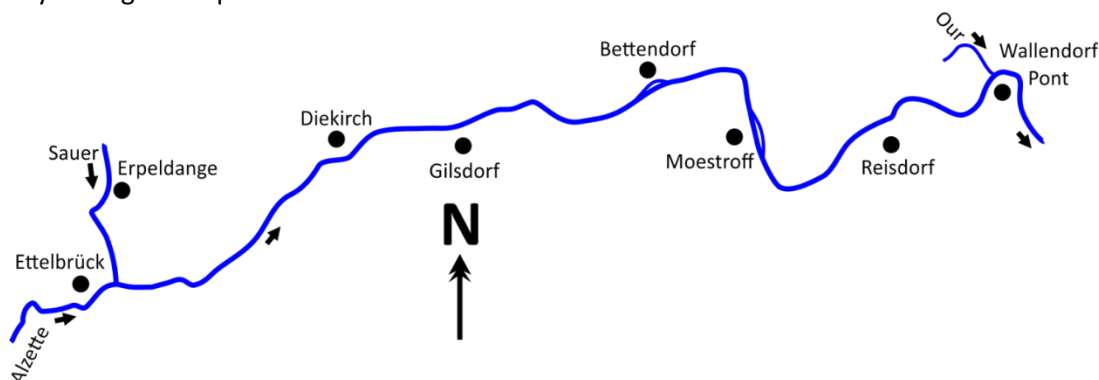 Our
Wallendorf
Pont
Bettendorf
Diekirch
Sauer
Erpeldange
Gilsdorf
Moestroff
Reisdorf
N
Ettelbrück
Alzette